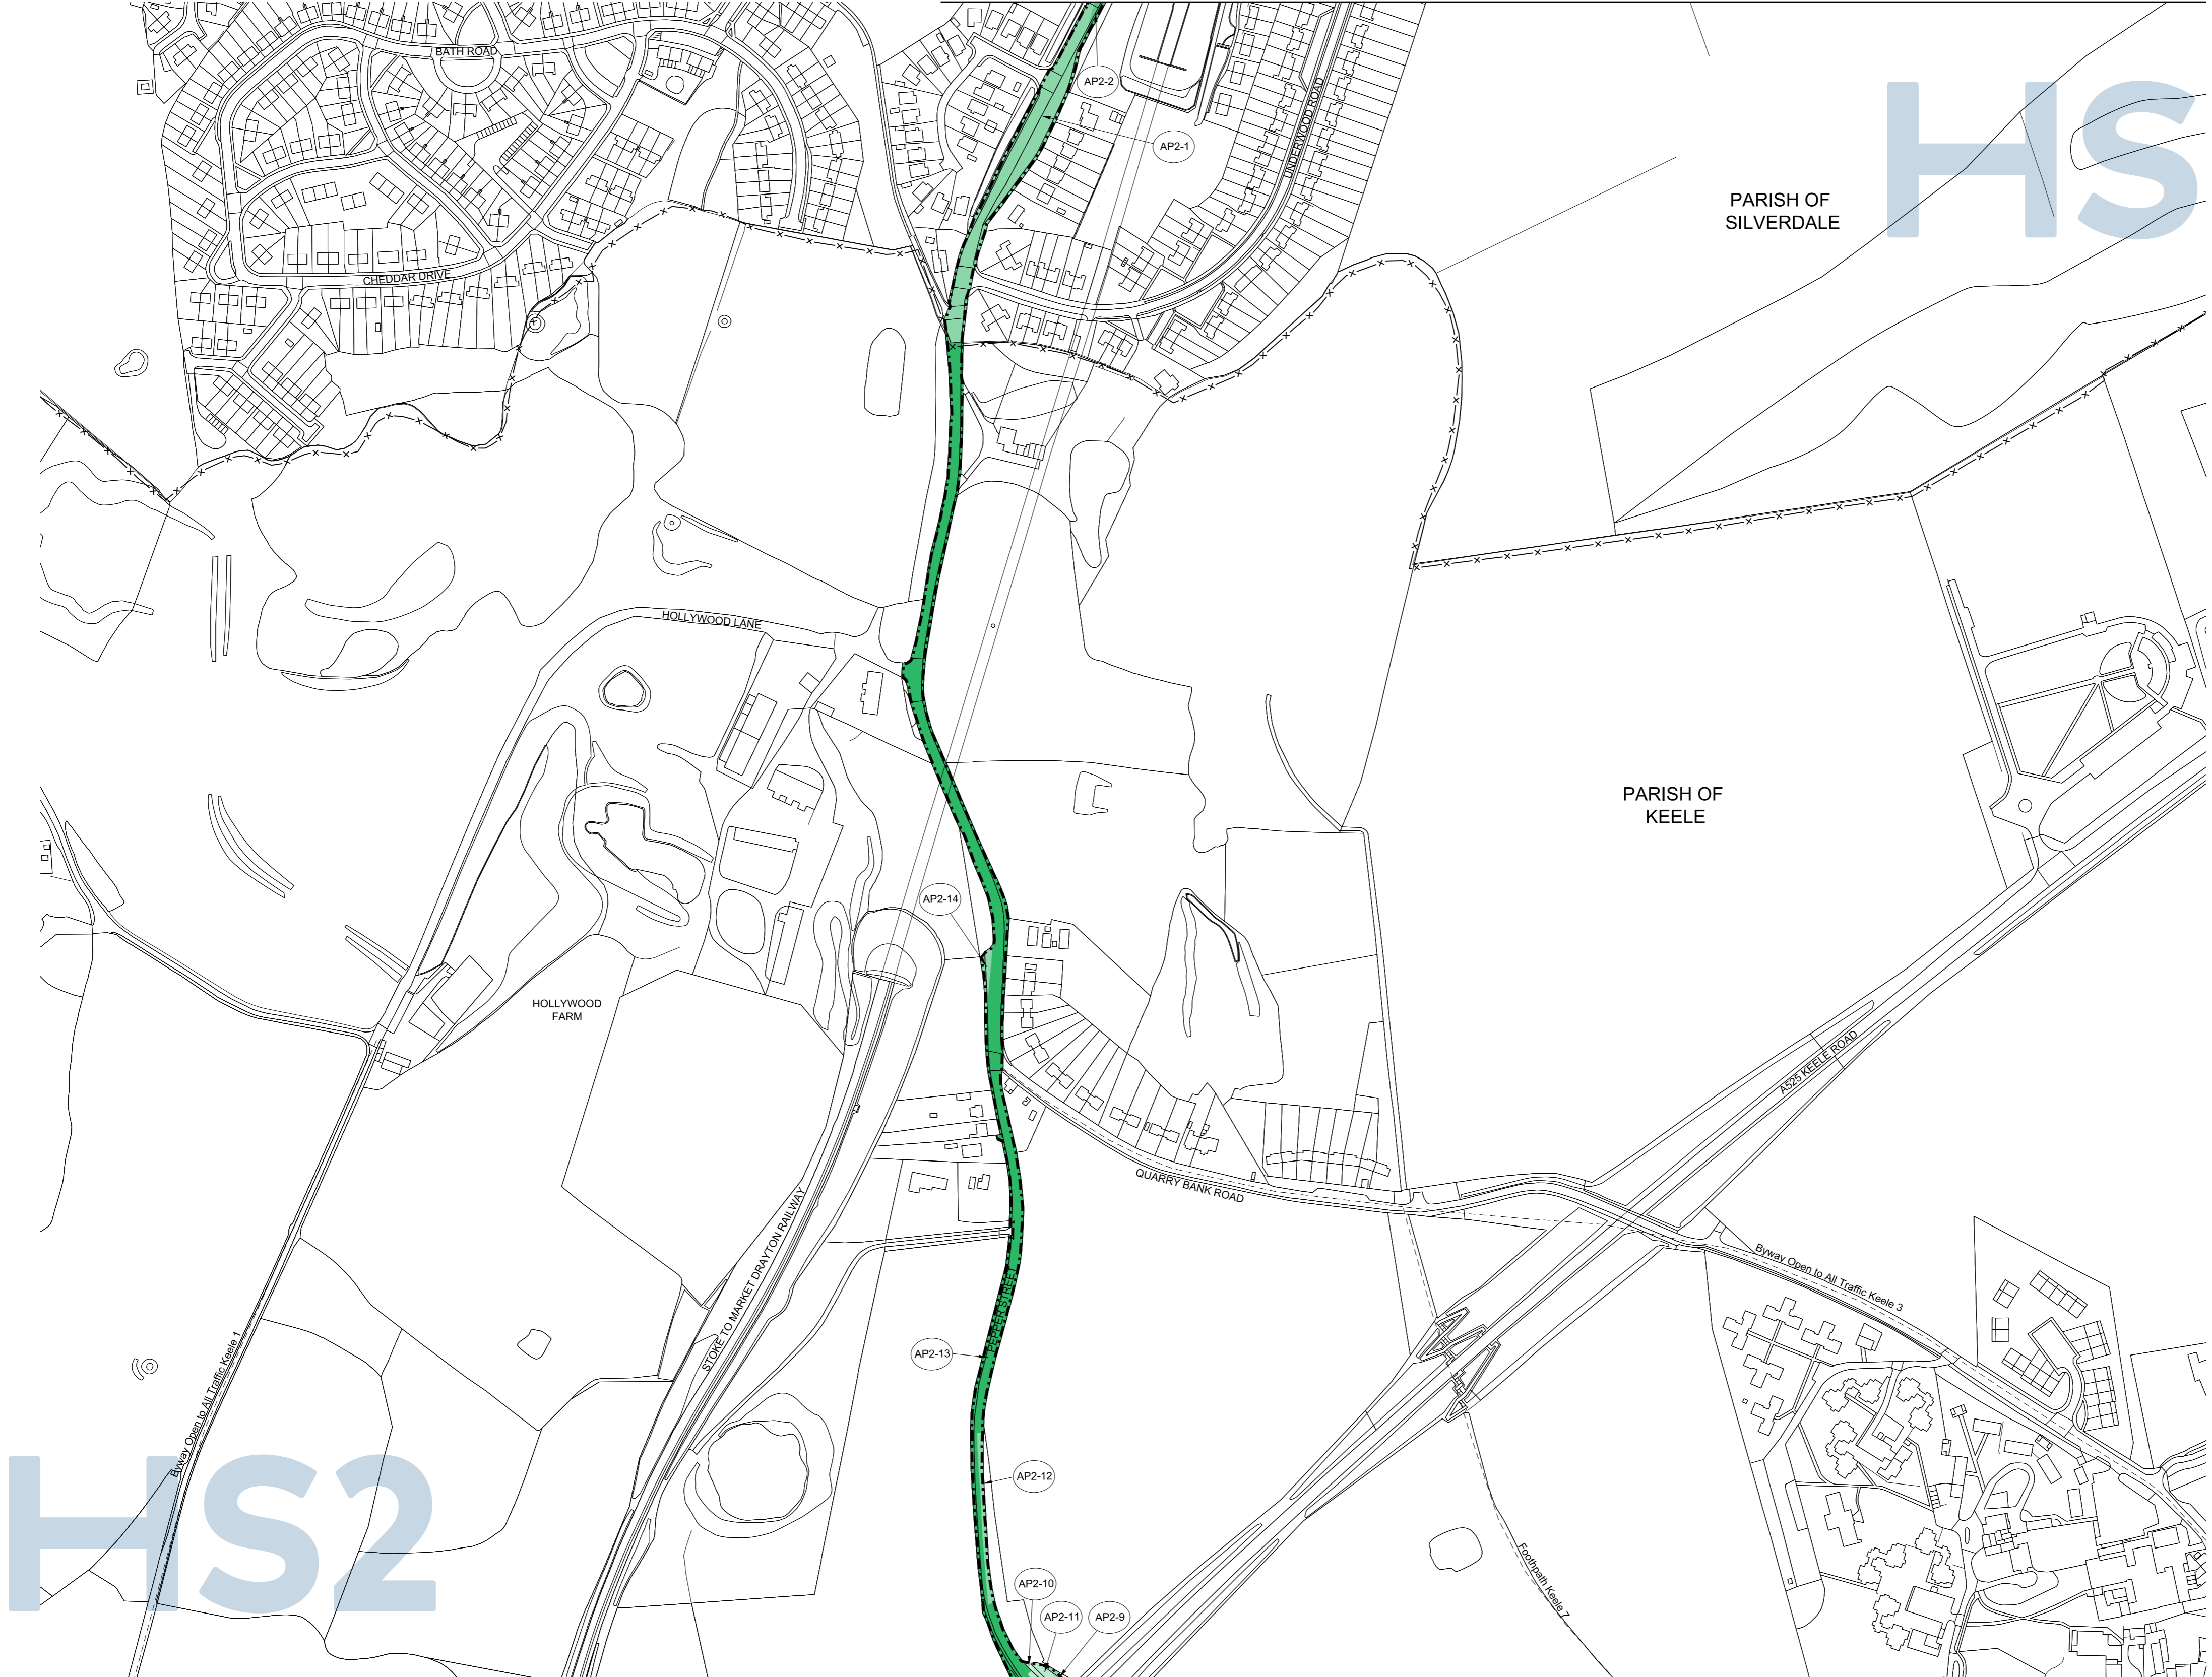 BATH ROAD
AP2-2
AP2-1
UNDERWOOD ROAD
HS
PARISH OF
SILVERDALE
CHEDDAR DRIVE
HOLLYWOOD LANE
PARISH OF
KEELE
AP2-14
HOLLYWOOD
FARM
A525 KEELE ROAD
QUARRY BANK ROAD
STOKE TO MARKET DRAYTON RAILWAY
Byway Open to All Traffic Keele 3
PEPPER STREET
AP2-13
Byway Open to All Traffic Keele 1
AP2-12
HS2
AP2-10
AP2-11
AP2-9
Footpath Keele 7